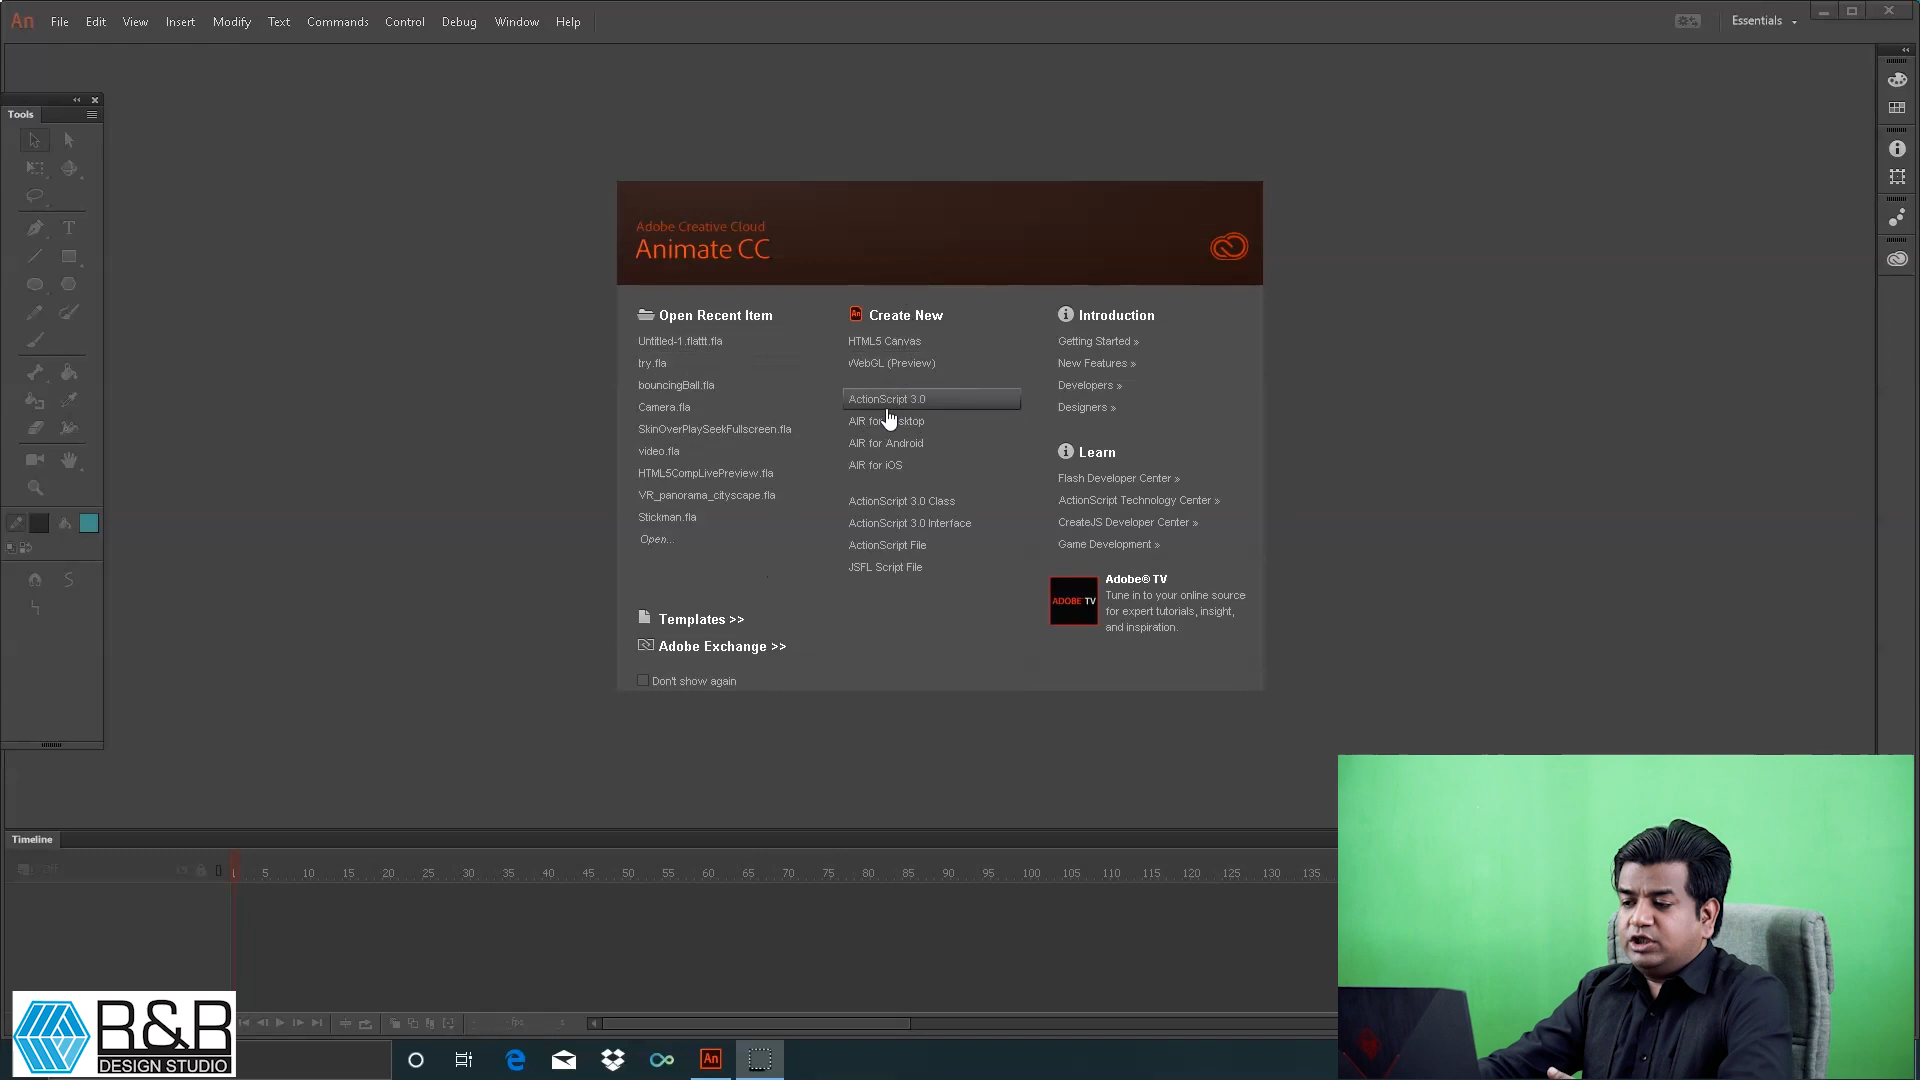 An File Edit View Insert Modify Text Commands Control Debug Window Help Essentials
Tools
Adobe Creative Cloud
Animate CC
Open Recent Item
Untitled-1.flattt.fla
try.fla
bouncingBall.fla
Camera.fla
SkinOverPlaySeekFullscreen.fla
video.fla
HTML5CompLivePreview.fla
VR_panorama_cityscape.fla
Stickman.fla
Open...
Templates >>
Adobe Exchange >>
Don't show again
An Create New
HTML5 Canvas
WebGL (Preview)
ActionScript 3.0
AIR for Desktop
AIR for Android
AIR for iOS
ActionScript 3.0 Class
ActionScript 3.0 Interface
ActionScript File
JSFL Script File
Introduction
Getting Started »
New Features »
Developers »
Designers »
Learn
Flash Developer Center »
ActionScript Technology Center »
CreateJS Developer Center »
Game Development »
ADOBE TV
Adobe® TV
Tune in to your online source
for expert tutorials, insight,
and inspiration.
Timeline
1 5 10 15 20 25 30 35 40 45 50 55 60 65 70 75 80 85 90 95 100 105 110 115 120 125 130 135
fps
R&R
DESIGN STUDIO
An